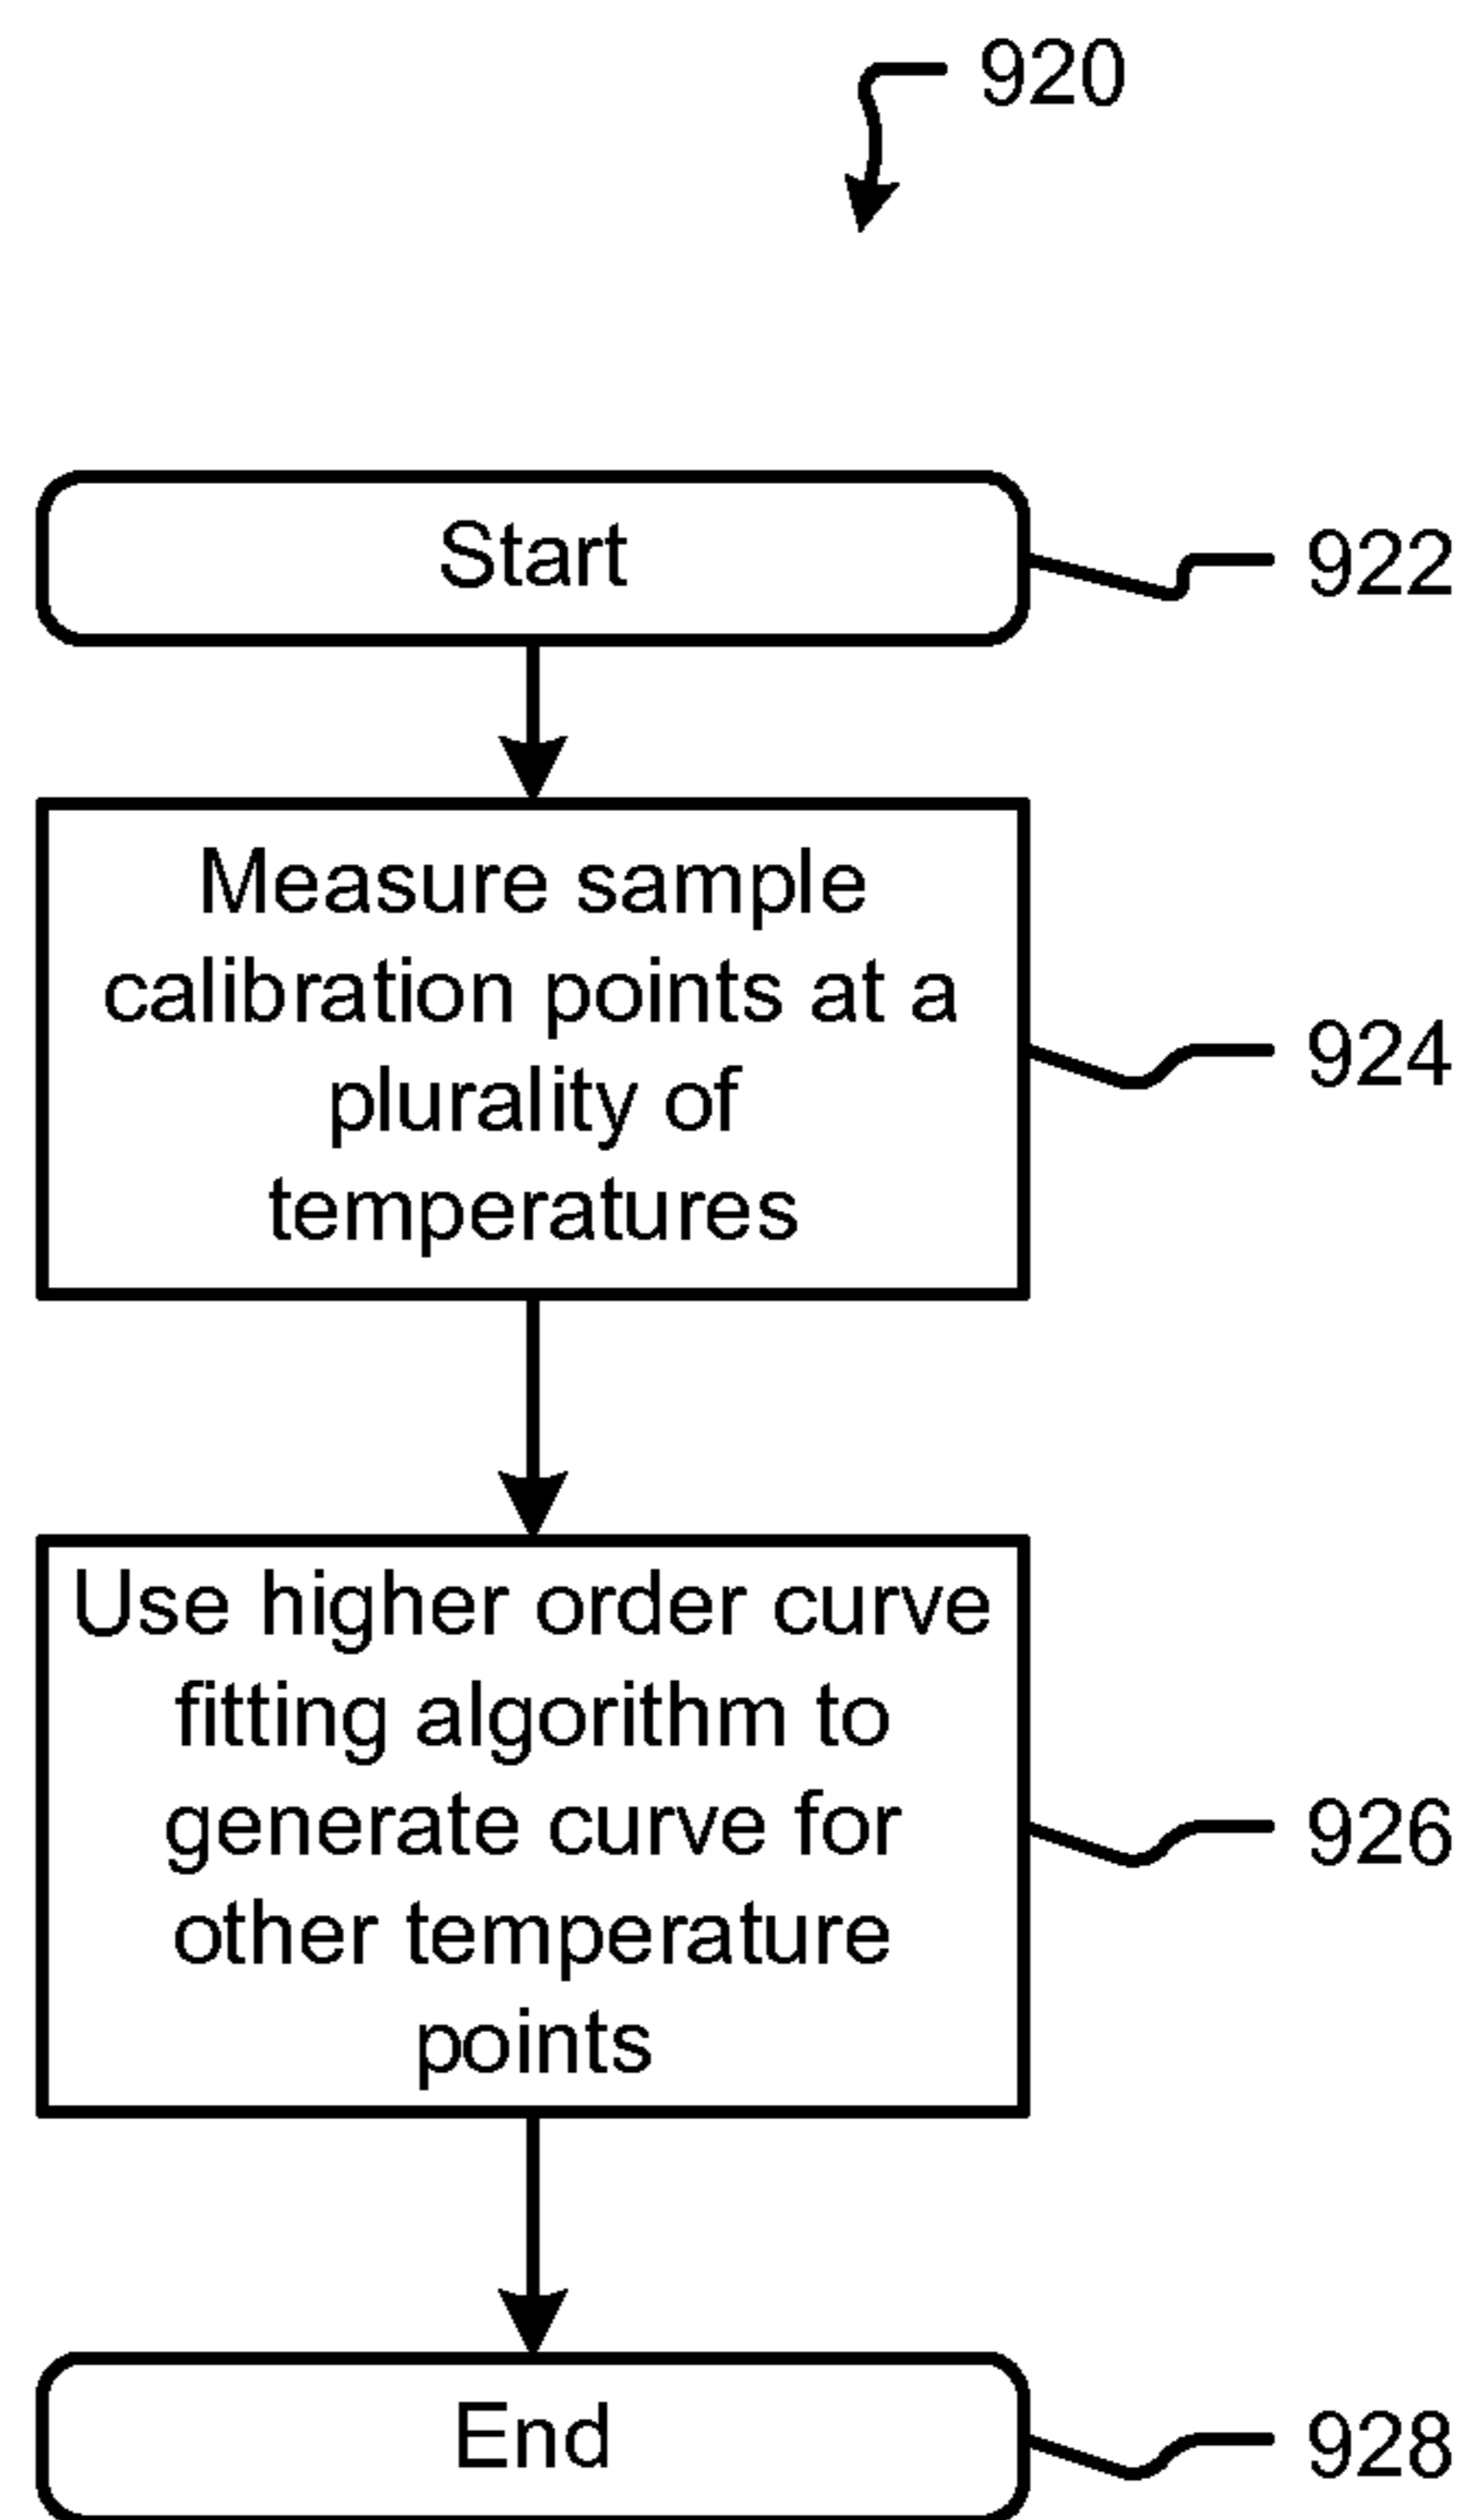 920
Start
922
Measure sample
calibration points at a
plurality of
temperatures
924
Use higher order curve
fitting algorithm to
generate curve for
other temperature
points
926
End
928